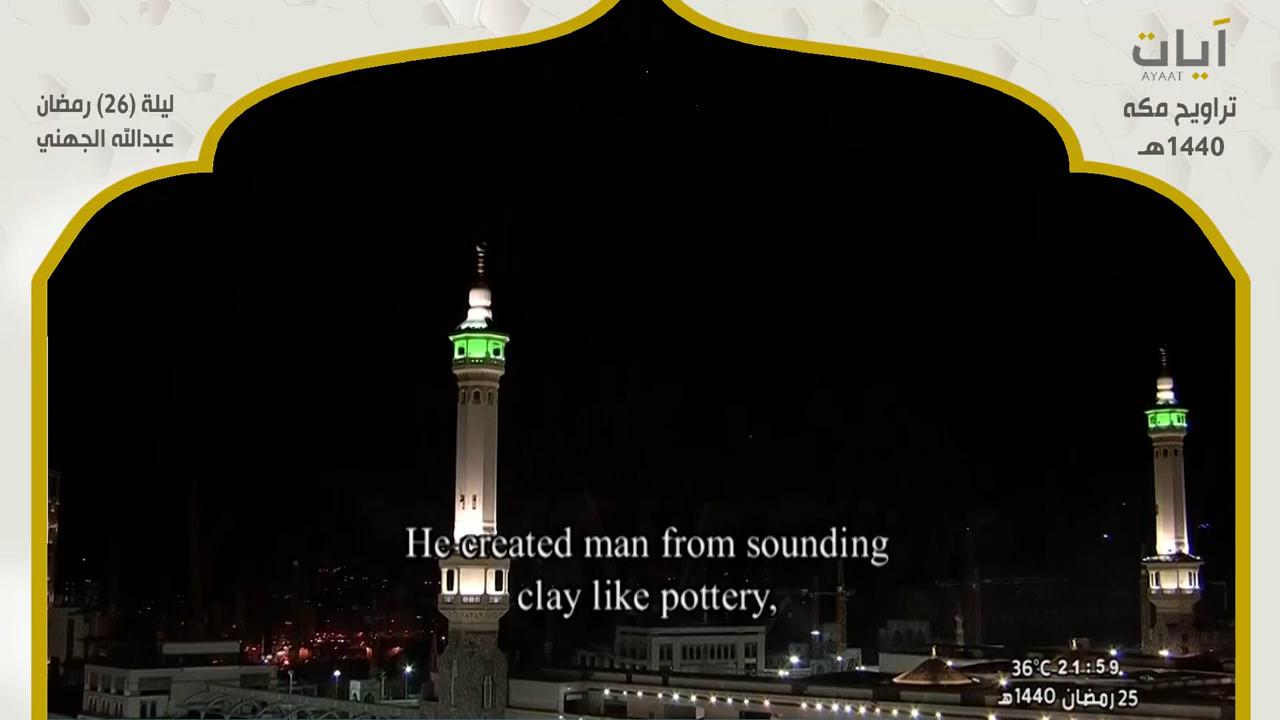 آيات
AYAAT
تراويح مكه
1440هـ
ليلة (26) رمضان
عبدالله الجهني
He created man from sounding
clay like pottery,
36°C 21:59
25 رمضان 1440هـ